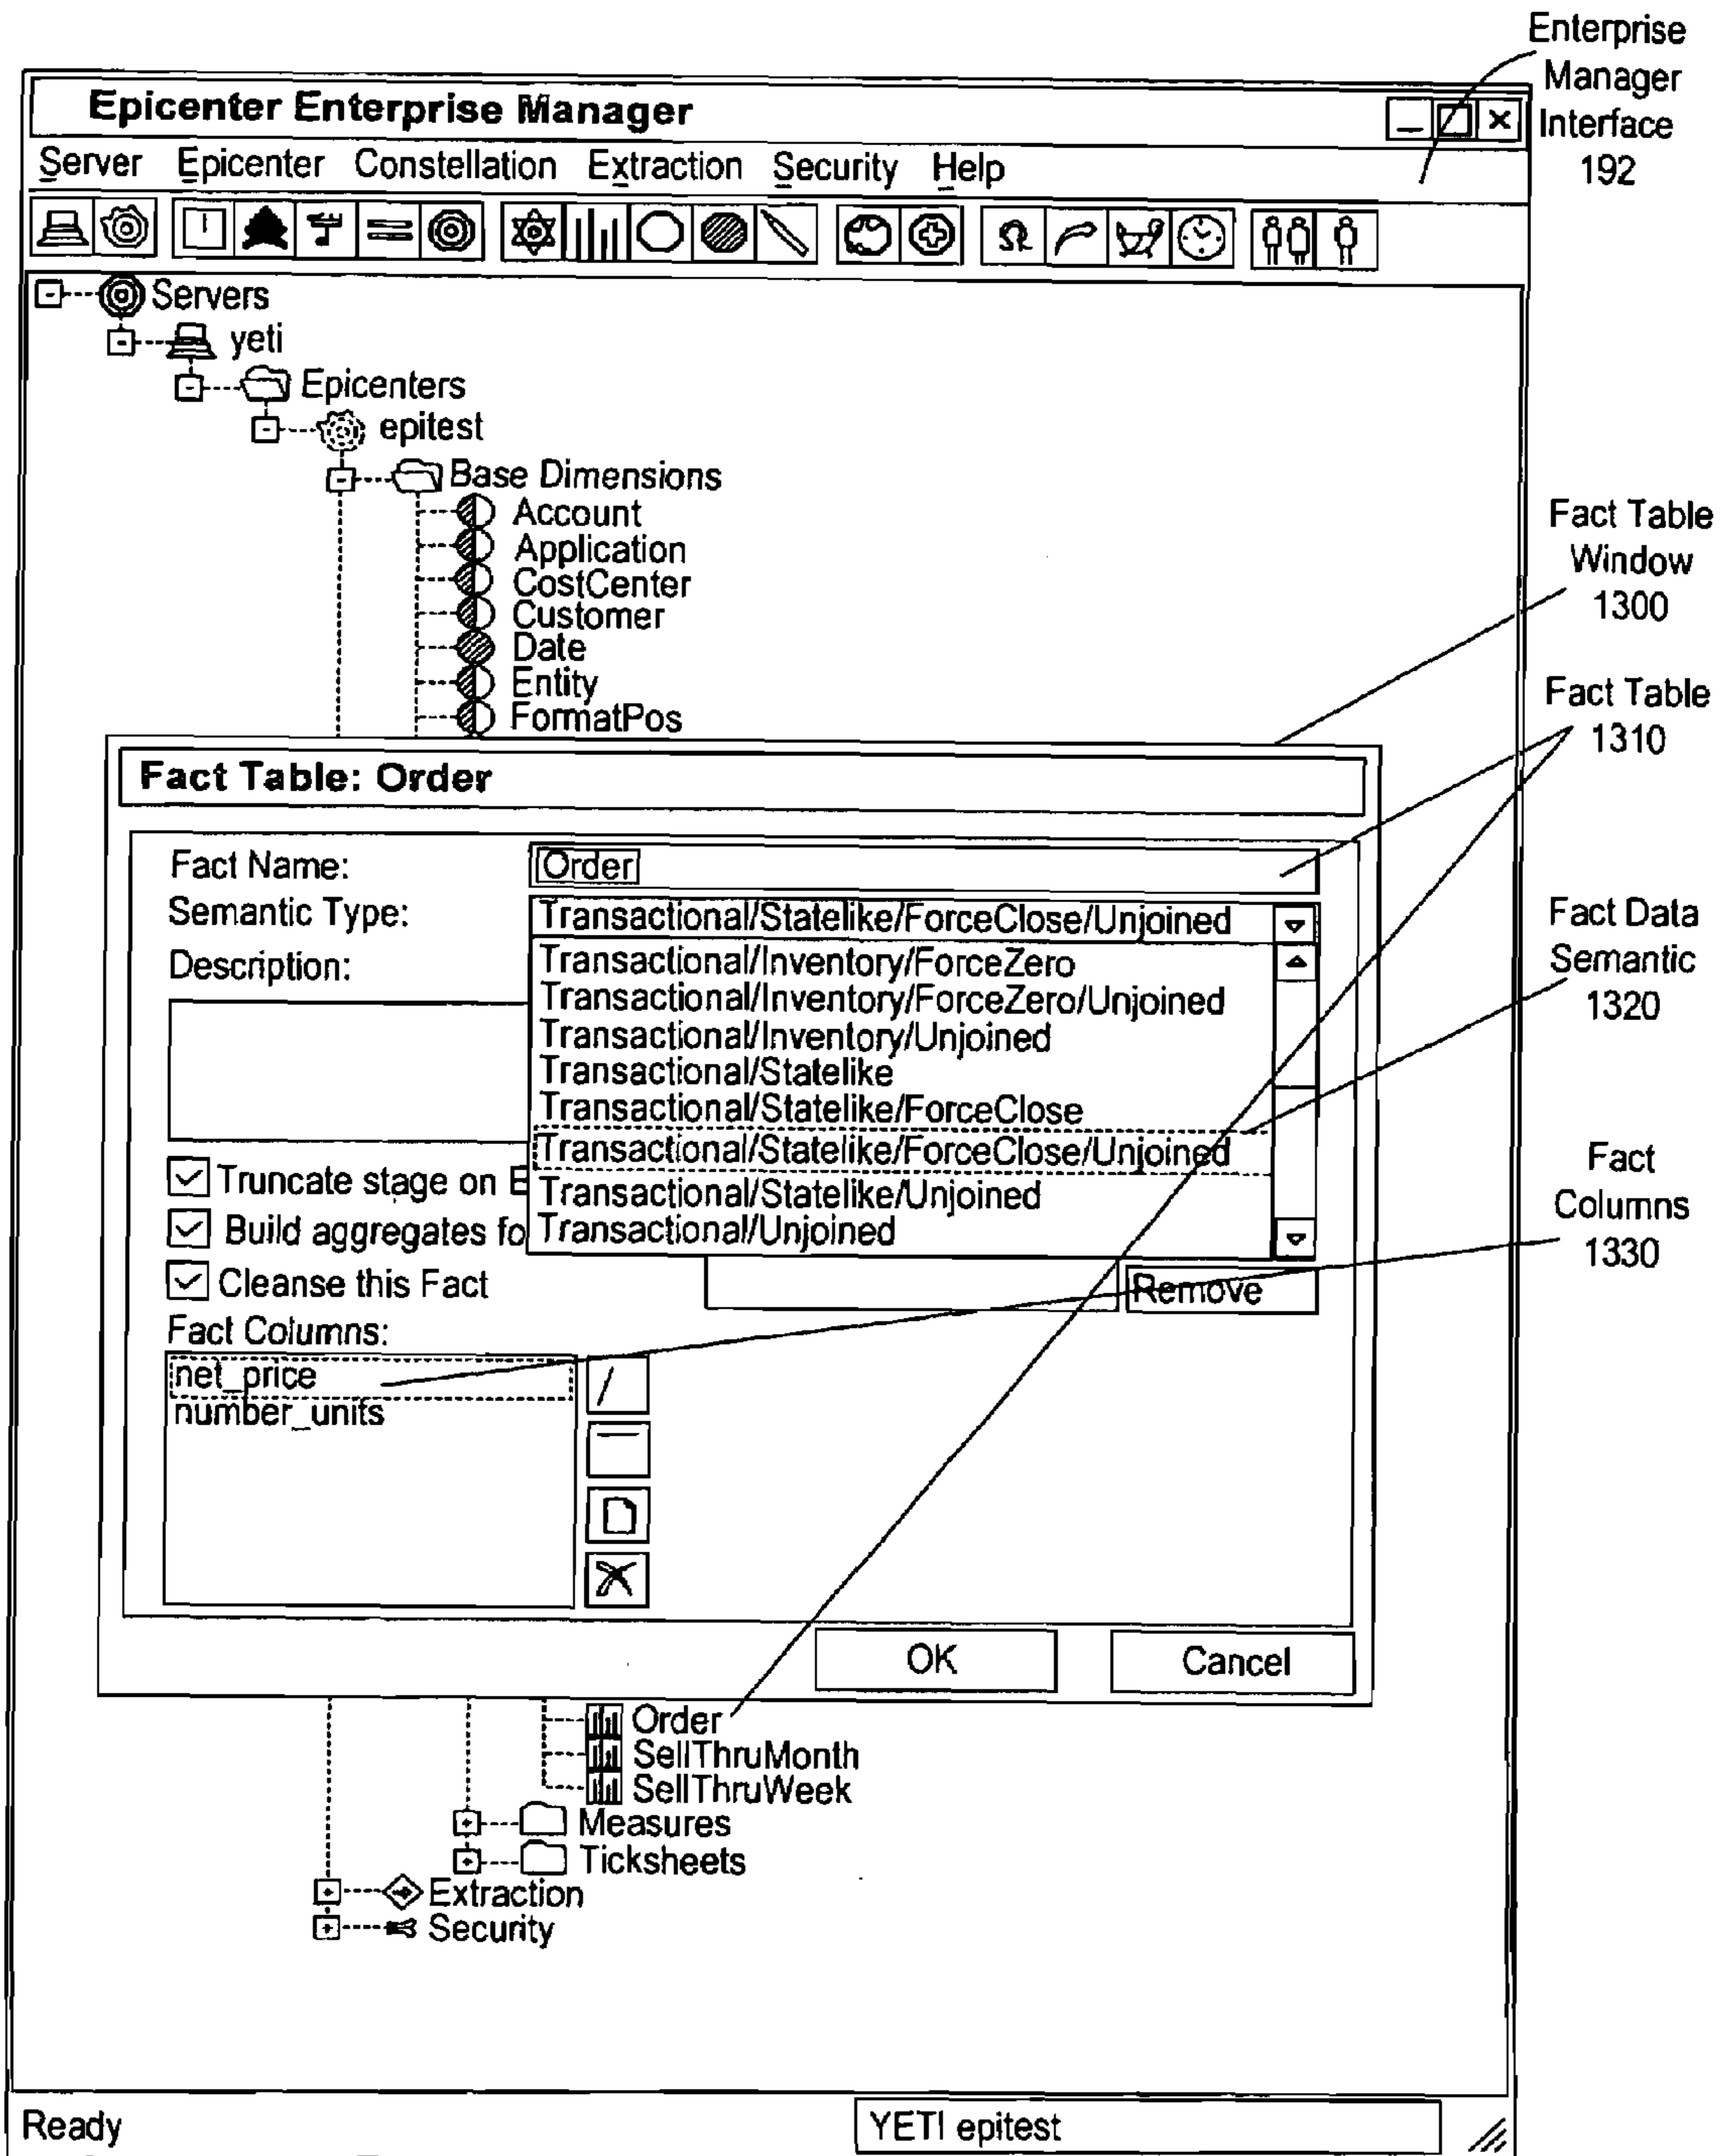 Enterprise
Manager
Interface
192
Epicenter Enterprise Manager
Server Epicenter Constellation Extraction Security Help
Servers
yeti
Epicenters
epitest
Base Dimensions
Account
Application
CostCenter
Customer
Date
Entity
FormatPos
Fact Table
Window
1300
Fact Table
1310
Fact Table: Order
Fact Name: Order
Semantic Type: Transactional/Statelike/ForceClose/Unjoined
Description:
Transactional/Inventory/ForceZero
Transactional/Inventory/ForceZero/Unjoined
Transactional/Inventory/Unjoined
Transactional/Statelike
Transactional/Statelike/ForceClose
Transactional/Statelike/ForceClose/Unjoined
Transactional/Statelike/Unjoined
Transactional/Unjoined
Fact Data
Semantic
1320
Truncate stage on E
Build aggregates fo
Cleanse this Fact
Remove
Fact
Columns
1330
Fact Columns:
net_price
number_units
OK Cancel
Order
SellThruMonth
SellThruWeek
Measures
Ticksheets
Extraction
Security
Ready YETI epitest